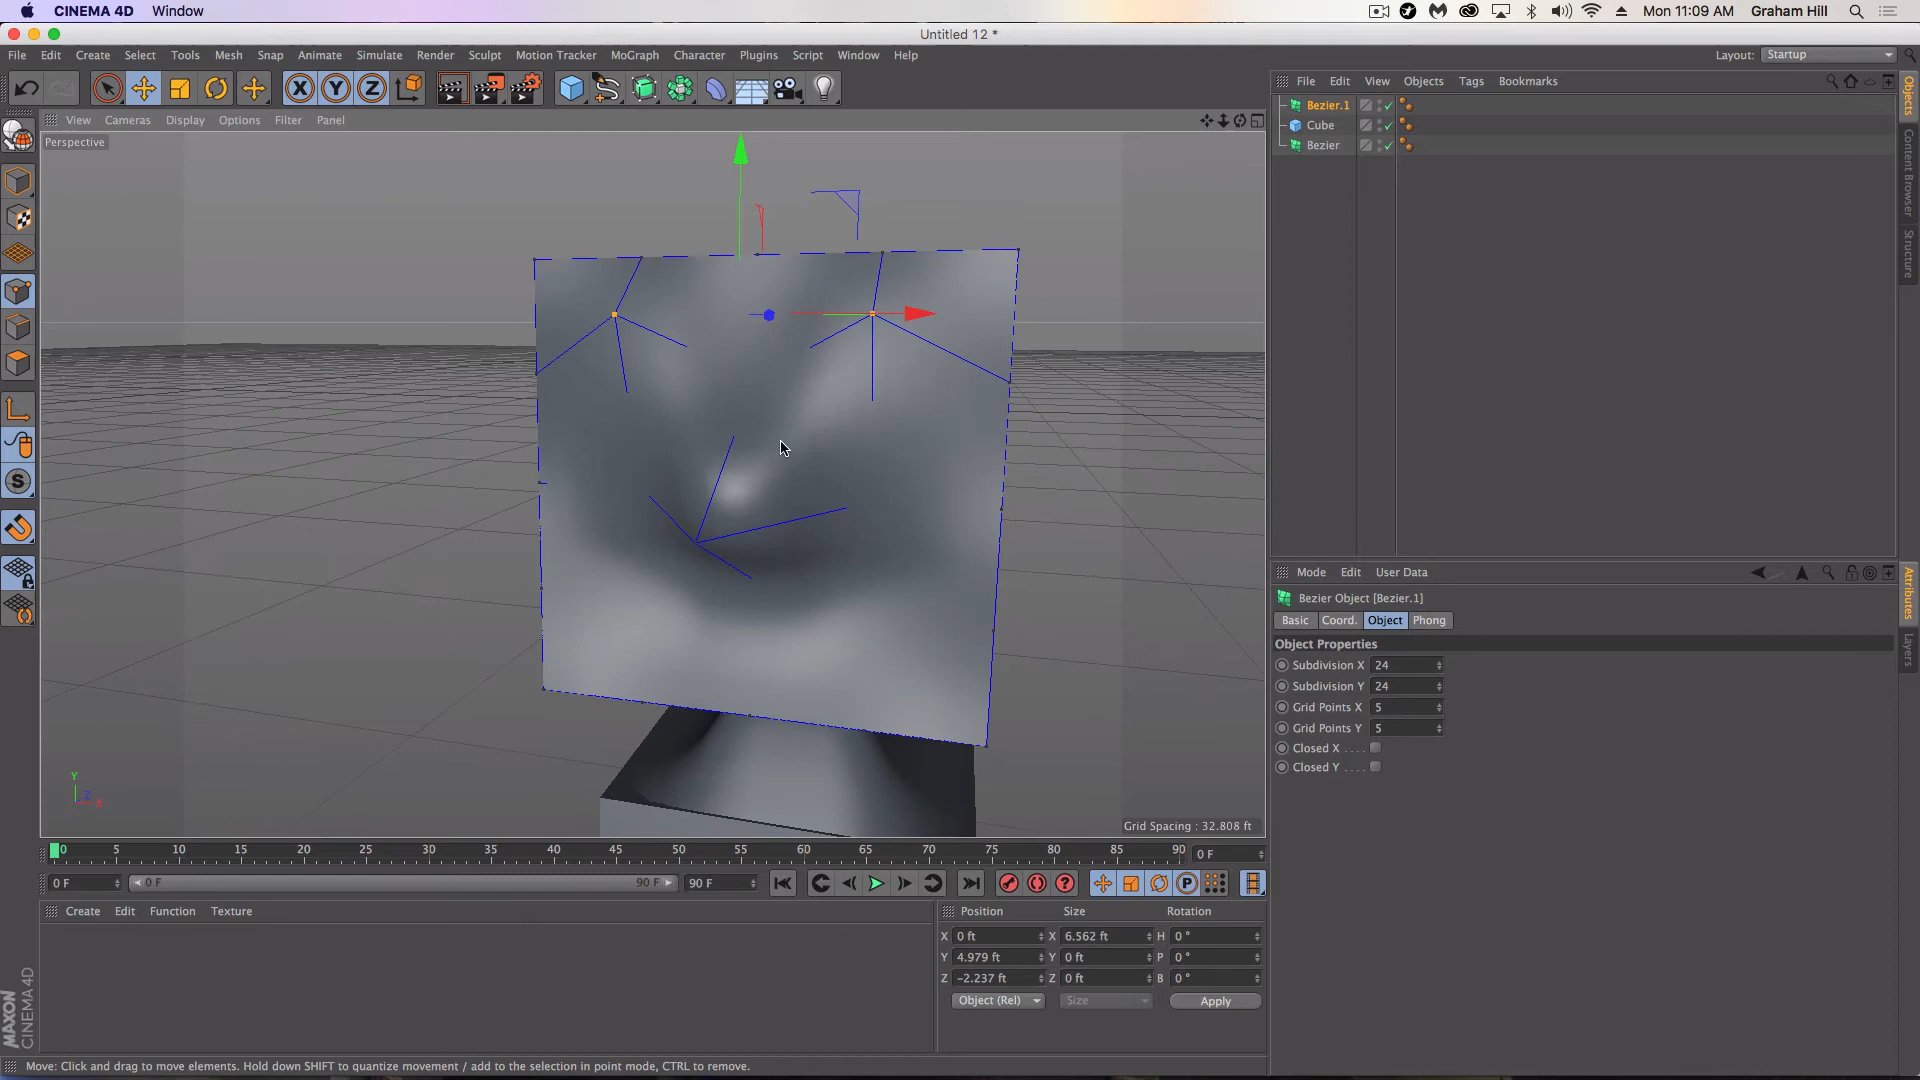 CINEMA 4D Window Mon 11:09 AM Graham Hill
Untitled 12 *
File Edit Create Select Tools Mesh Snap Animate Simulate Render Sculpt Motion Tracker MoGraph Character Plugins Script Window Help Layout: Startup
X Y Z
File Edit View Objects Tags Bookmarks
View Cameras Display Options Filter Panel
Perspective
Bezier.1
Cube
Bezier
Objects
Content Browser
Structure
S
Y
Z
X
Grid Spacing : 32.808 ft
Mode Edit User Data
Bezier Object [Bezier.1]
Basic Coord. Object Phong
Object Properties
Subdivision X 24
Subdivision Y 24
Grid Points X 5
Grid Points Y 5
Closed X . . . .
Closed Y . . . .
Attributes
Layers
0 5 10 15 20 25 30 35 40 45 50 55 60 65 70 75 80 85 90 0 F
0 F 0 F 90 F 90 F ? P
Create Edit Function Texture
Position Size Rotation
X 0 ft X 6.562 ft H 0 °
Y 4.979 ft Y 0 ft P 0 °
Z -2.237 ft Z 0 ft B 0 °
Object (Rel) Size Apply
MAXON
CINEMA 4D
Move: Click and drag to move elements. Hold down SHIFT to quantize movement / add to the selection in point mode, CTRL to remove.